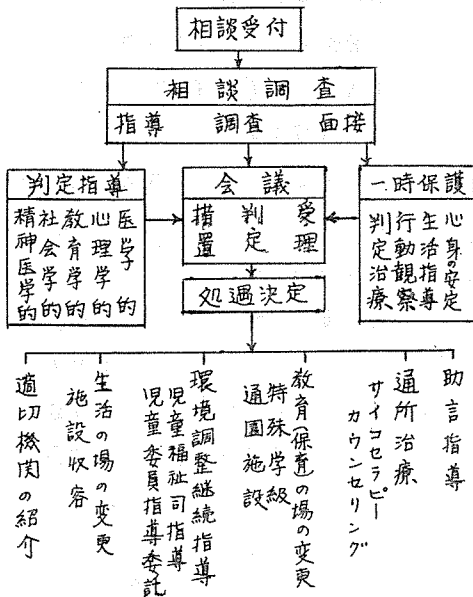 相談受付
相談調査
指導 調査 面接
判定指導
医学的
心理学的
教育学的
社会学的
精神医学的
会議
受理
判定
措置
一時保護
心身の安定
生活指導
行動観察
判定治療
処遇決定
助言指導
通所治療
サイコセラピー
カウンセリング
教育(保育)の場の変更
特殊学級
通園施設
環境調整継続指導
児童福祉司指導
児童委員指導委託
生活の場の変更
施設収容
適切機関の紹介